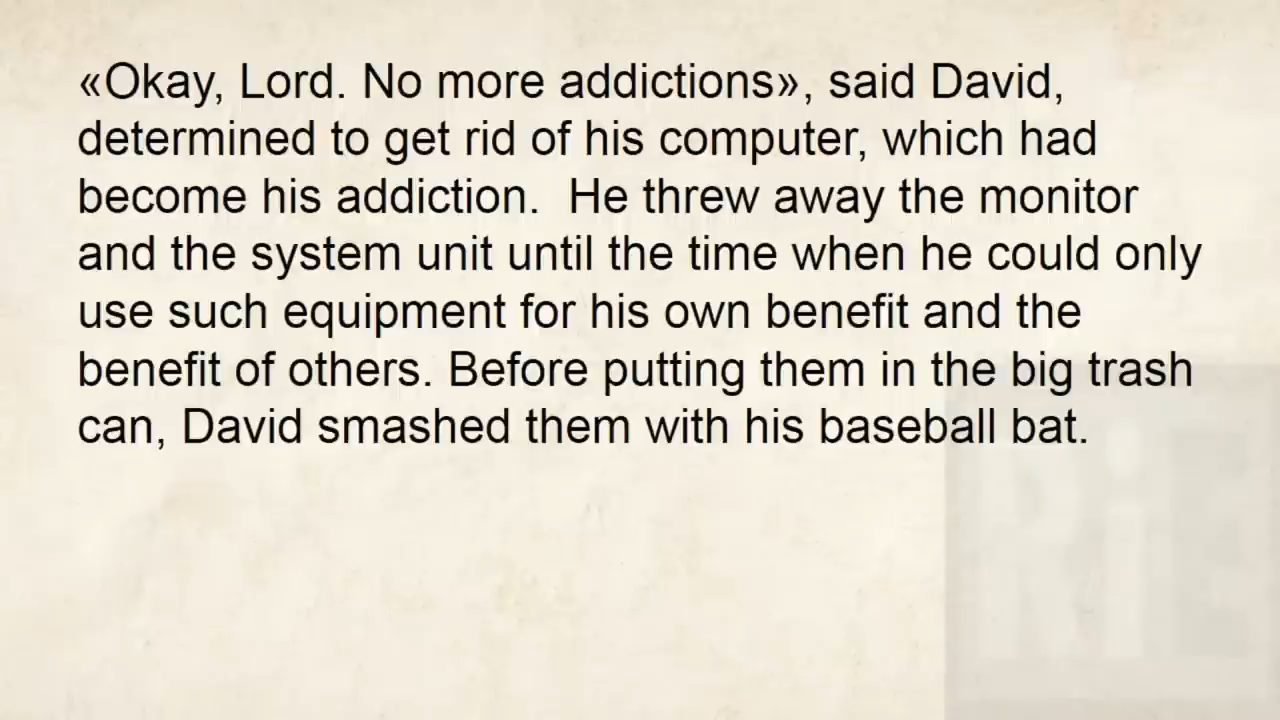 «Okay, Lord. No more addictions», said David,
determined to get rid of his computer, which had
become his addiction.  He threw away the monitor
and the system unit until the time when he could only
use such equipment for his own benefit and the
benefit of others. Before putting them in the big trash
can, David smashed them with his baseball bat.